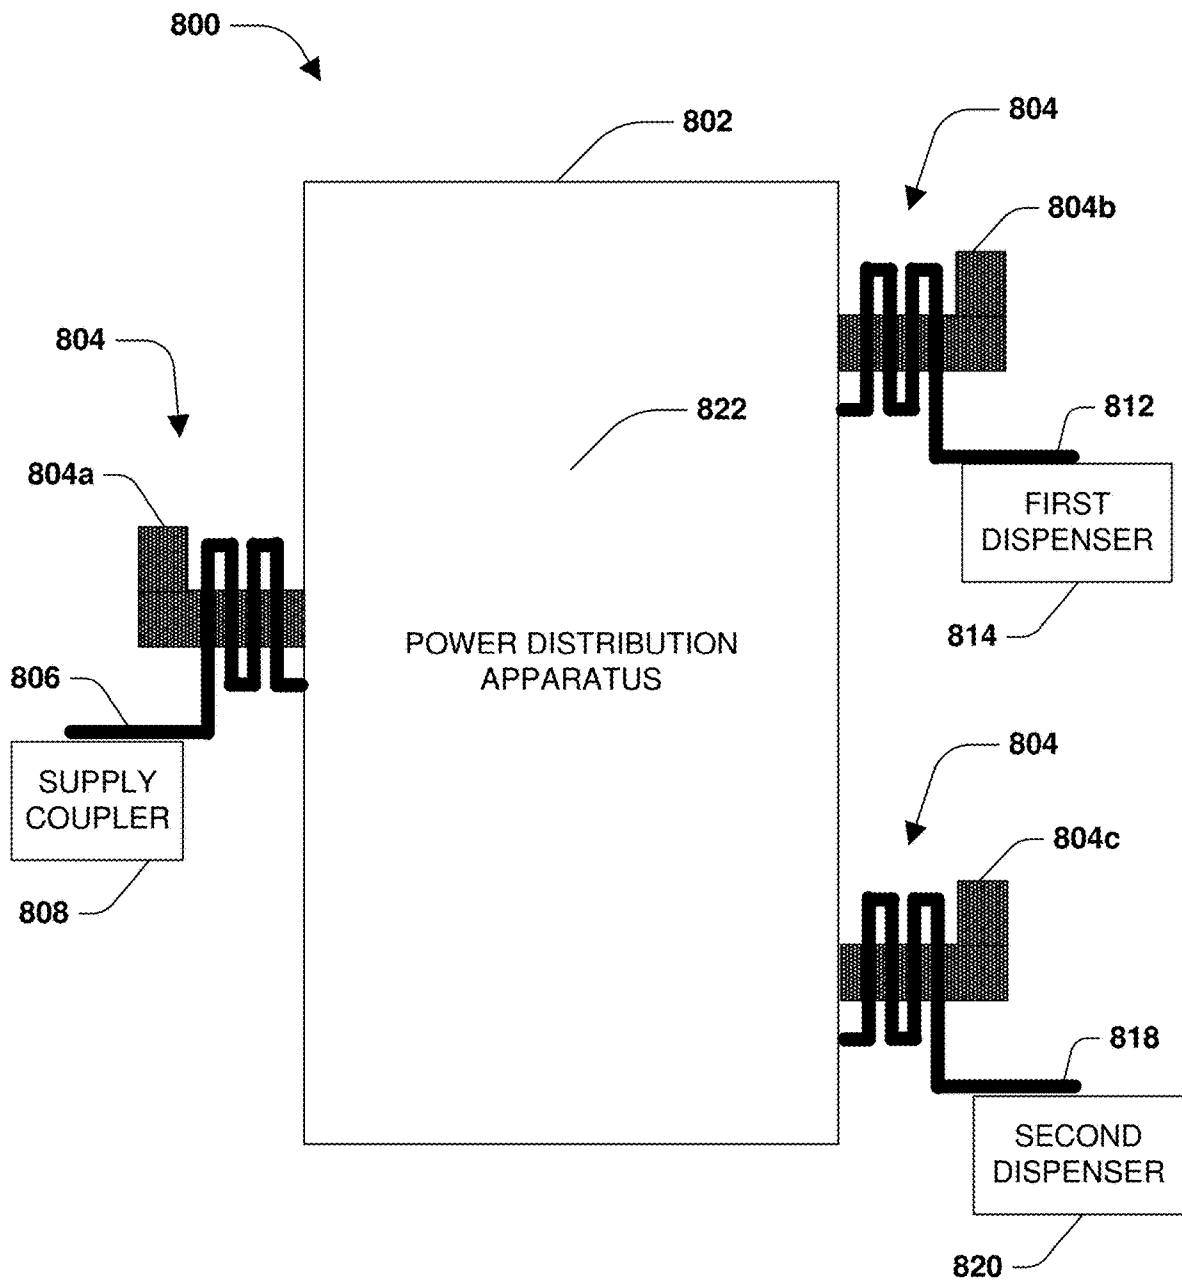 800
802
804
804b
804
822
812
804a
FIRST
DISPENSER
814
POWER DISTRIBUTION
APPARATUS
806
804
SUPPLY
COUPLER
804c
808
818
SECOND
DISPENSER
820